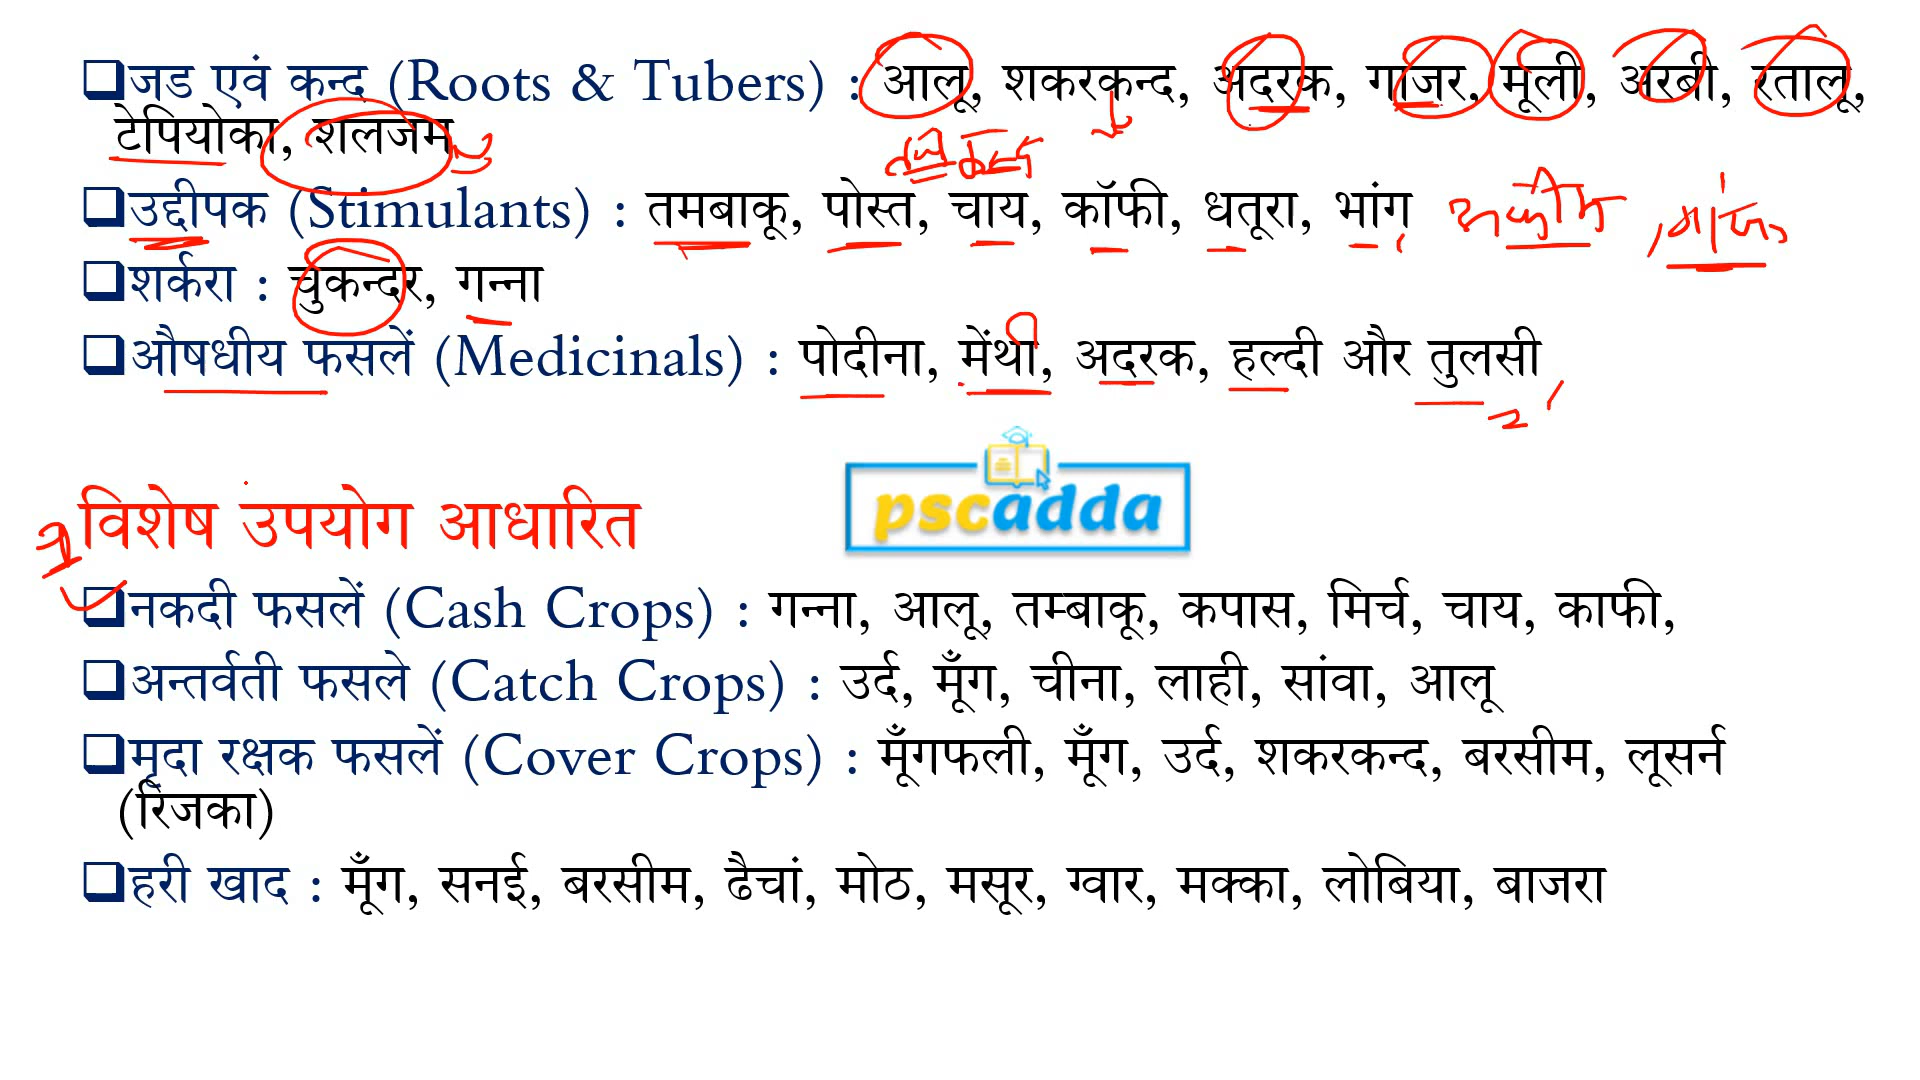 ❑जड एवं कन्द (Roots & Tubers) : आलू, शकरकन्द, अदरक, गाजर, मूली, अरबी, रतालू,
टेपियोका, शलजम
❑उद्दीपक (Stimulants) : तमबाकू, पोस्त, चाय, कॉफी, धतूरा, भांग अफीम, गांजा
❑शर्करा : चुकन्दर, गन्ना
❑औषधीय फसलें (Medicinals) : पोदीना, मेंथी, अदरक, हल्दी और तुलसी
pscadda
विशेष उपयोग आधारित
❑नकदी फसलें (Cash Crops) : गन्ना, आलू, तम्बाकू, कपास, मिर्च, चाय, काफी,
❑अन्तर्वती फसले (Catch Crops) : उर्द, मूँग, चीना, लाही, सांवा, आलू
❑मृदा रक्षक फसलें (Cover Crops) : मूँगफली, मूँग, उर्द, शकरकन्द, बरसीम, लूसर्न
(रिजका)
❑हरी खाद : मूँग, सनई, बरसीम, ढैचां, मोठ, मसूर, ग्वार, मक्का, लोबिया, बाजरा